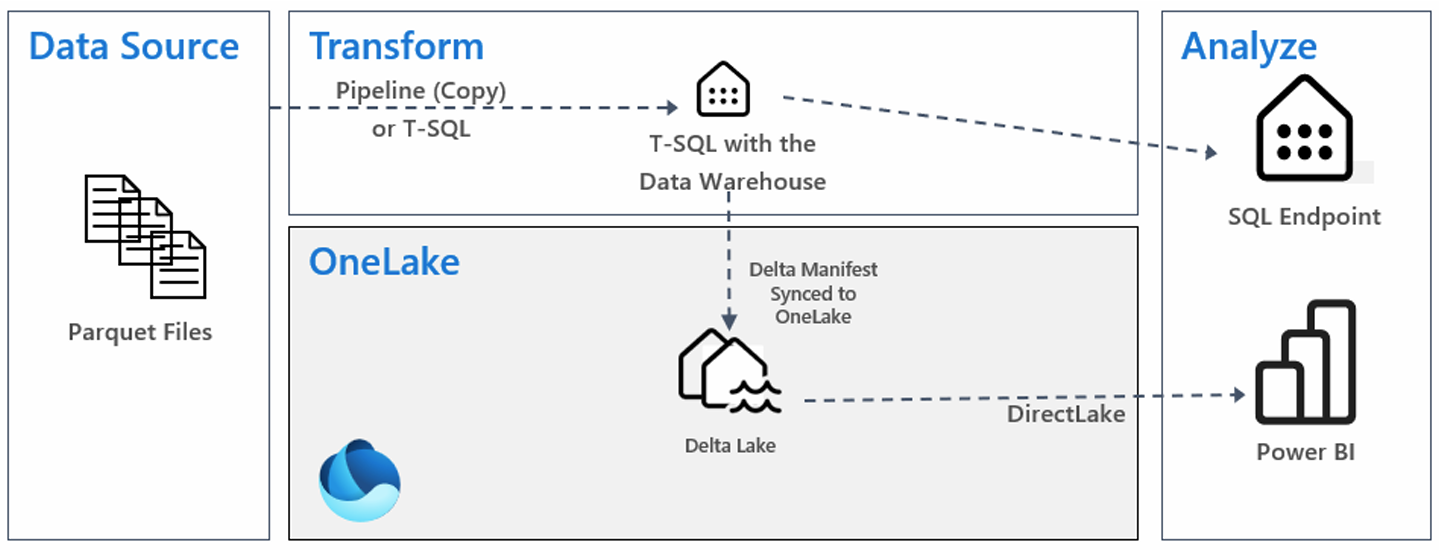 Data Source
Parquet Files
Transform
Pipeline (Copy)
or T-SQL
T-SQL with the
Data Warehouse
OneLake
Delta Manifest
Synced to
OneLake
Delta Lake
DirectLake
Analyze
SQL Endpoint
Power BI